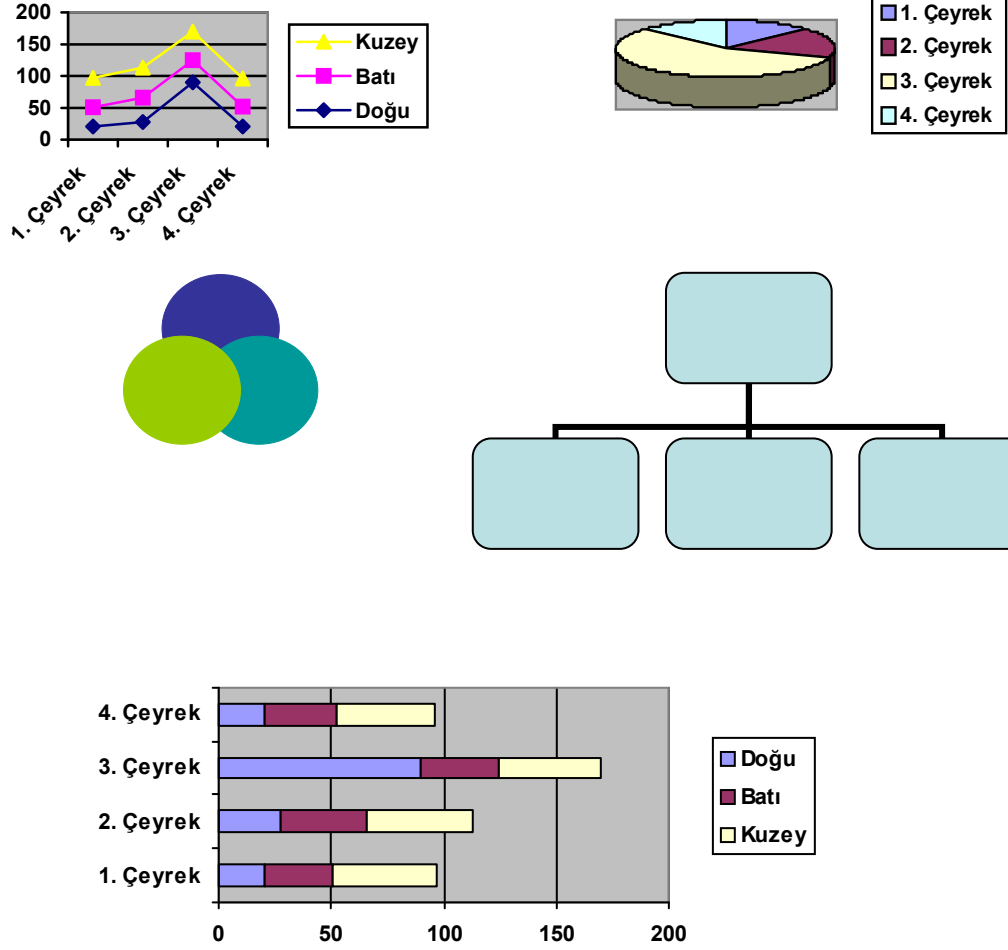 200
150
100
50
0
1. Çeyrek
2. Çeyrek
3. Çeyrek
4. Çeyrek
Kuzey
Batı
Doğu
1. Çeyrek
2. Çeyrek
3. Çeyrek
4. Çeyrek
4. Çeyrek
3. Çeyrek
2. Çeyrek
1. Çeyrek
0 50 100 150 200
Doğu
Batı
Kuzey